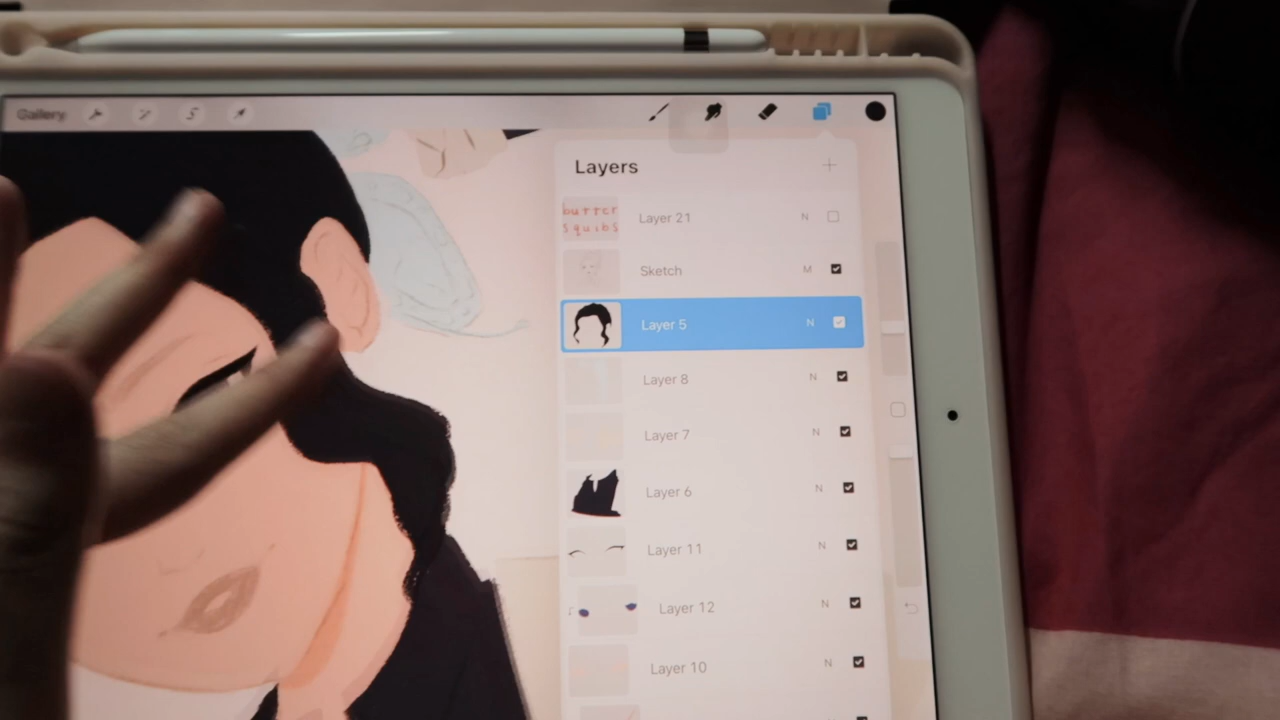 Gallery
Layers
butter
squibs
Layer 21 N
Sketch M
Layer 5 N
Layer 8 N
Layer 7 N
Layer 6 N
Layer 11 N
Layer 12 N
Layer 10 N